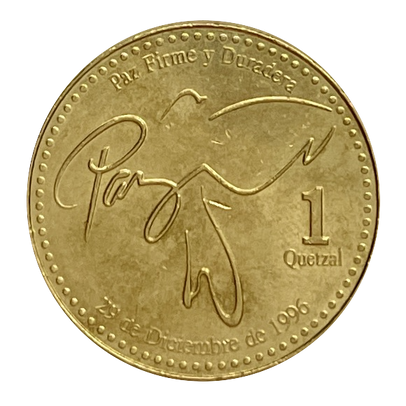 Paz Firme y Duradera
Paz
1
Quetzal
29 de Diciembre de 1996